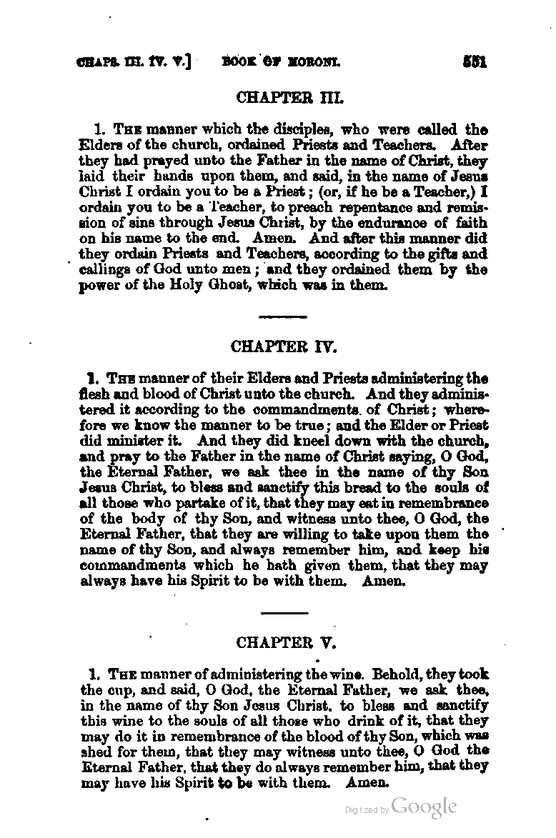 CHAPS. III. IV. V.] BOOK OF MORONI. 551
CHAPTER III.
1. THE manner which the disciples, who were called the
Elders of the church, ordained Priests and Teachers. After
they had prayed unto the Father in the name of Christ, they
laid their hands upon them, and said, in the name of Jesus
Christ I ordain you to be a Priest; (or, if he be a Teacher,) I
ordain you to be a Teacher, to preach repentance and remis-
sion of sins through Jesus Christ, by the endurance of faith
on his name to the end. Amen. And after this manner did
they ordain Priests and Teachers, according to the gifts and
callings of God unto men; and they ordained them by the
power of the Holy Ghost, which was in them.
CHAPTER IV.
1. THE manner of their Elders and Priests administering the
flesh and blood of Christ unto the church. And they adminis-
tered it according to the commandments of Christ; where-
fore we know the manner to be true; and the Elder or Priest
did minister it. And they did kneel down with the church,
and pray to the Father in the name of Christ saying, O God,
the Eternal Father, we ask thee in the name of thy Son
Jesus Christ, to bless and sanctify this bread to the souls of
all those who partake of it, that they may eat in remembrance
of the body of thy Son, and witness unto thee, O God, the
Eternal Father, that they are willing to take upon them the
name of thy Son, and always remember him, and keep his
commandments which he hath given them, that they may
always have his Spirit to be with them. Amen.
CHAPTER V.
1. THE manner of administering the wine. Behold, they took
the cup, and said, O God, the Eternal Father, we ask thee,
in the name of thy Son Jesus Christ, to bless and sanctify
this wine to the souls of all those who drink of it, that they
may do it in remembrance of the blood of thy Son, which was
shed for them, that they may witness unto thee, O God the
Eternal Father, that they do always remember him, that they
may have his Spirit to be with them. Amen.
Digitized by Google